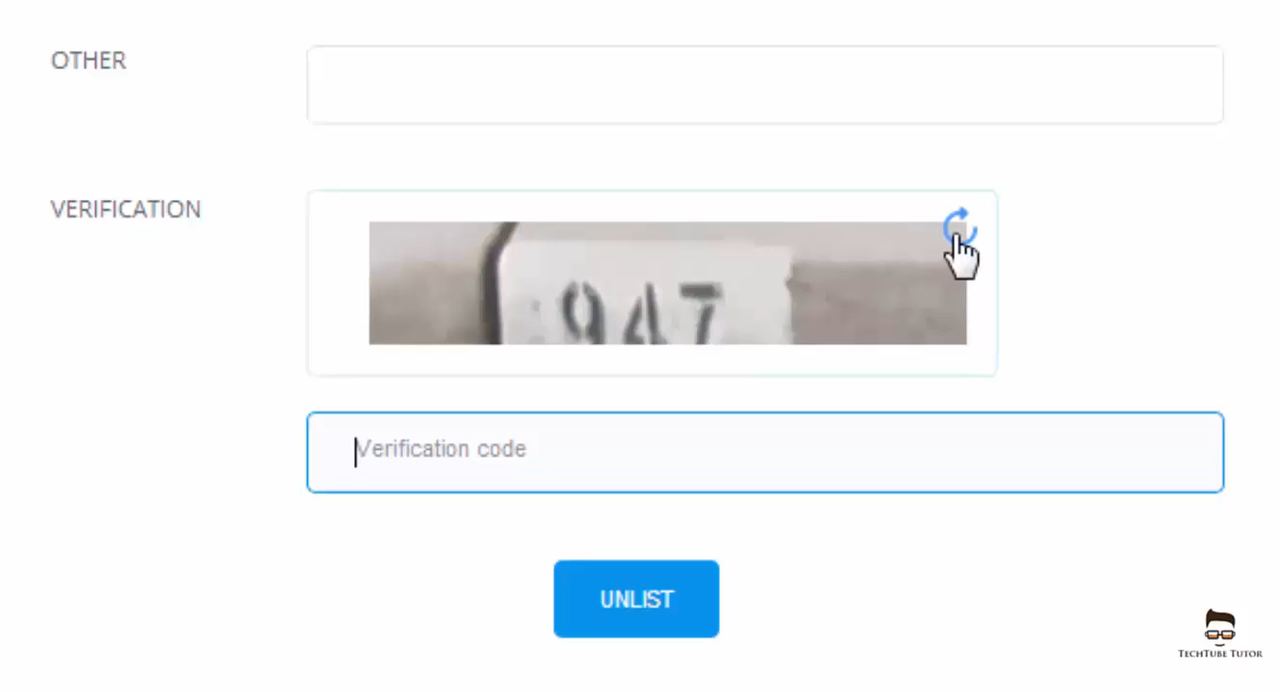 OTHER
VERIFICATION
947
Verification code
UNLIST
TECHTUBE TUTOR